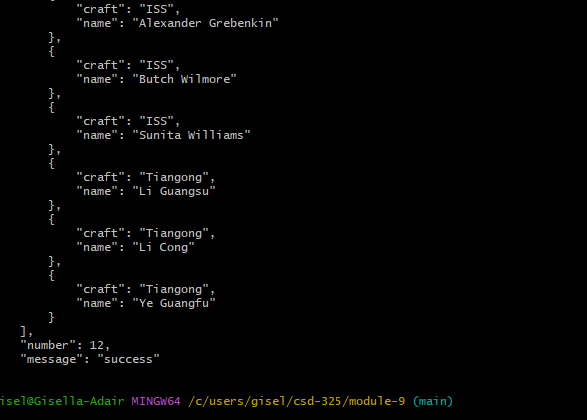 "craft": "ISS",
"name": "Alexander Grebenkin"
},
{
"craft": "ISS",
"name": "Butch Wilmore"
},
{
"craft": "ISS",
"name": "Sunita Williams"
},
{
"craft": "Tiangong",
"name": "Li Guangsu"
},
{
"craft": "Tiangong",
"name": "Li Cong"
},
{
"craft": "Tiangong",
"name": "Ye Guangfu"
}
],
"number": 12,
"message": "success"
isel@Gisella-Adair MINGW64 /c/users/gisel/csd-325/module-9 (main)